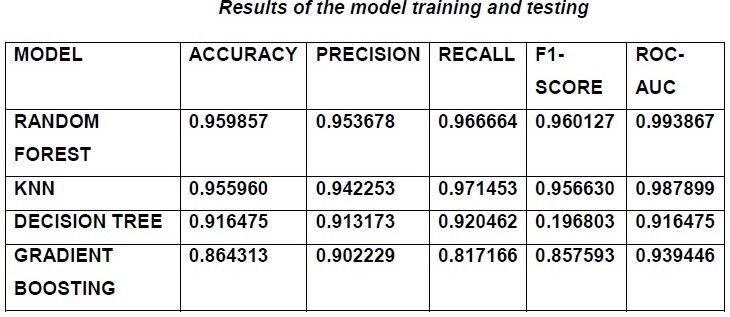 Results of the model training and testing
MODEL ACCURACY PRECISION RECALL F1-SCORE ROC-AUC
RANDOM FOREST 0.959857 0.953678 0.966664 0.960127 0.993867
KNN 0.955960 0.942253 0.971453 0.956630 0.987899
DECISION TREE 0.916475 0.913173 0.920462 0.196803 0.916475
GRADIENT BOOSTING 0.864313 0.902229 0.817166 0.857593 0.939446